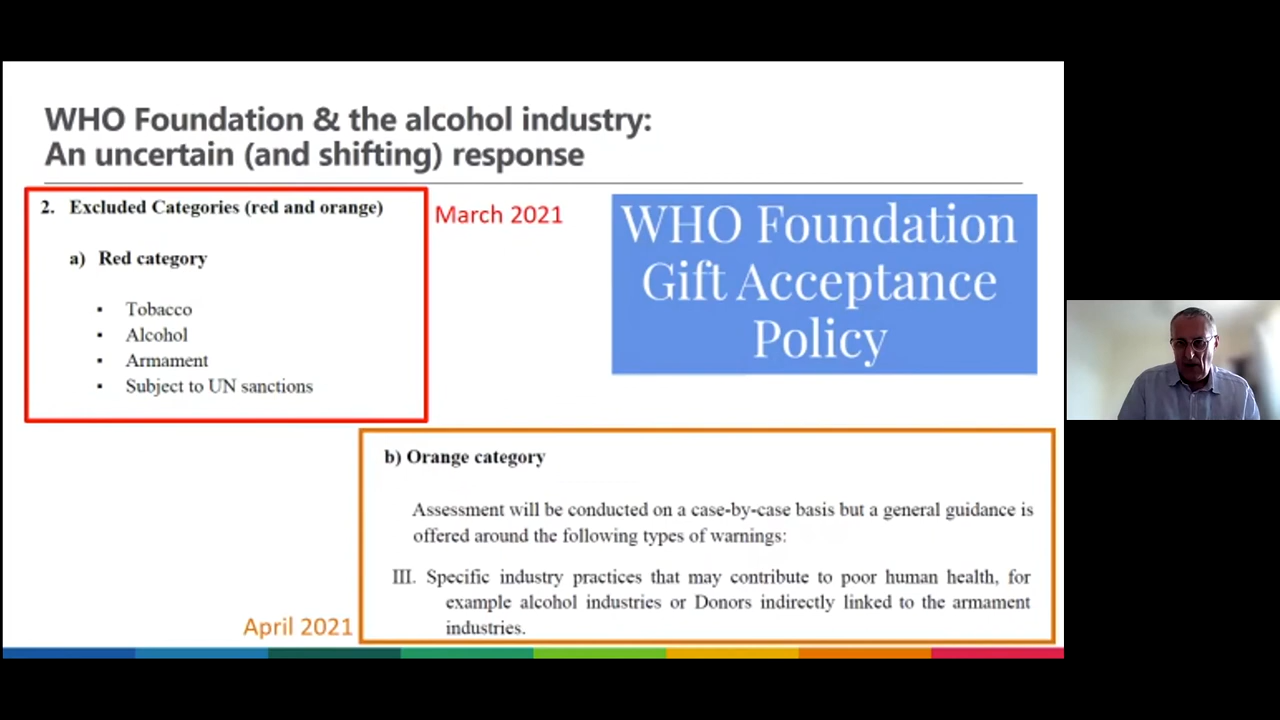 WHO Foundation & the alcohol industry:
An uncertain (and shifting) response
2. Excluded Categories (red and orange)
a) Red category
▪ Tobacco
▪ Alcohol
▪ Armament
▪ Subject to UN sanctions
March 2021
WHO Foundation
Gift Acceptance
Policy
b) Orange category
Assessment will be conducted on a case-by-case basis but a general guidance is
offered around the following types of warnings:
III. Specific industry practices that may contribute to poor human health, for
example alcohol industries or Donors indirectly linked to the armament
industries.
April 2021